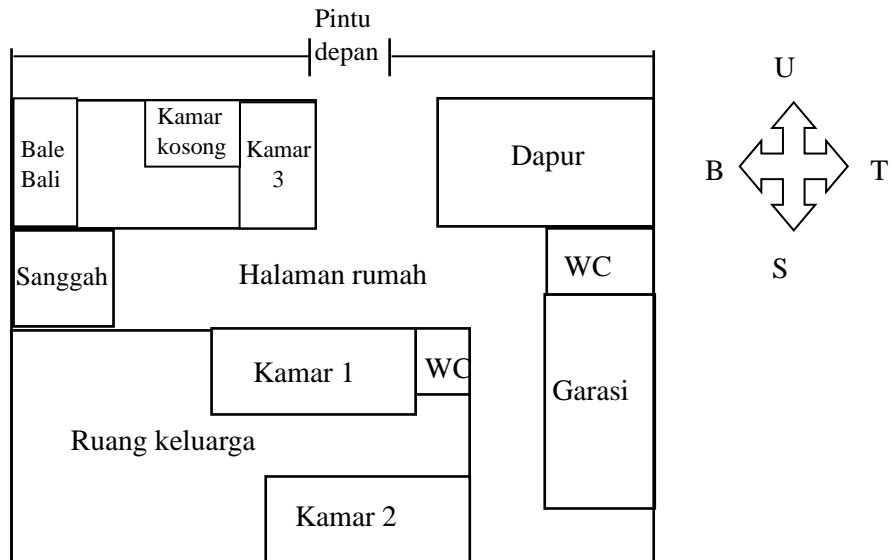 Pintu
depan
U
Bale
Bali
Kamar
kosong
Kamar
3
Dapur
B
T
Sanggah
Halaman rumah
WC
S
Kamar 1
WC
Garasi
Ruang keluarga
Kamar 2